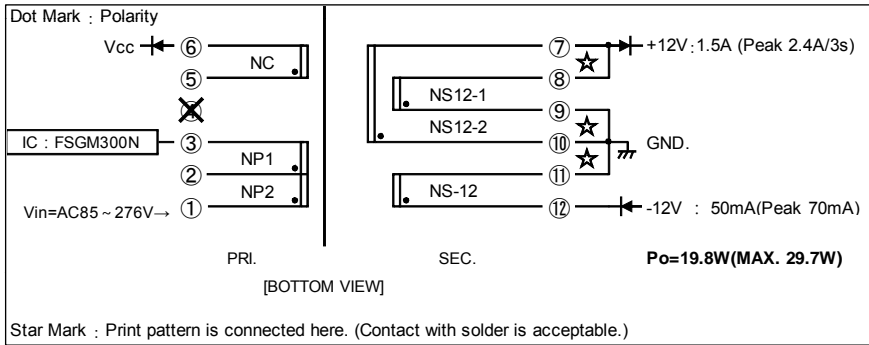 Dot Mark : Polarity
Vcc ⑥ ⑦ +12V:1.5A (Peak 2.4A/3s)
NC ☆
⑤ ⑧
NS12-1
④ ⑨
NS12-2 ☆
IC : FSGM300N ③ ⑩ GND.
NP1 ☆
② ⑪
NP2 NS-12
Vin=AC85~276V→ ① ⑫ -12V : 50mA(Peak 70mA)
PRI. SEC. Po=19.8W(MAX. 29.7W)
[BOTTOM VIEW]
Star Mark : Print pattern is connected here. (Contact with solder is acceptable.)